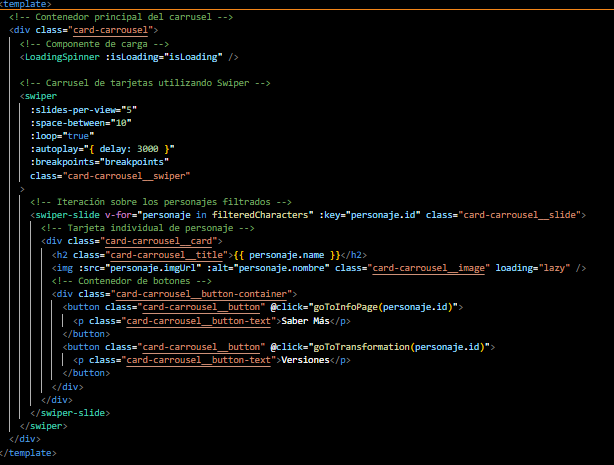 <template>
<!-- Contenedor principal del carrusel -->
<div class="card-carrousel">
<!-- Componente de carga -->
<LoadingSpinner :isLoading="isLoading" />
<!-- Carrusel de tarjetas utilizando Swiper -->
<swiper
:slides-per-view="5"
:space-between="10"
:loop="true"
:autoplay="{ delay: 3000 }"
:breakpoints="breakpoints"
class="card-carrousel__swiper"
>
<!-- Iteración sobre los personajes filtrados -->
<swiper-slide v-for="personaje in filteredCharacters" :key="personaje.id" class="card-carrousel__slide">
<!-- Tarjeta individual de personaje -->
<div class="card-carrousel__card">
<h2 class="card-carrousel__title">{{ personaje.name }}</h2>
<img :src="personaje.imgUrl" :alt="personaje.nombre" class="card-carrousel__image" loading="lazy" />
<!-- Contenedor de botones -->
<div class="card-carrousel__button-container">
<button class="card-carrousel__button" @click="goToInfoPage(personaje.id)">
<p class="card-carrousel__button-text">Saber Más</p>
</button>
<button class="card-carrousel__button" @click="goToTransformation(personaje.id)">
<p class="card-carrousel__button-text">Versiones</p>
</button>
</div>
</div>
</swiper-slide>
</swiper>
</div>
</template>